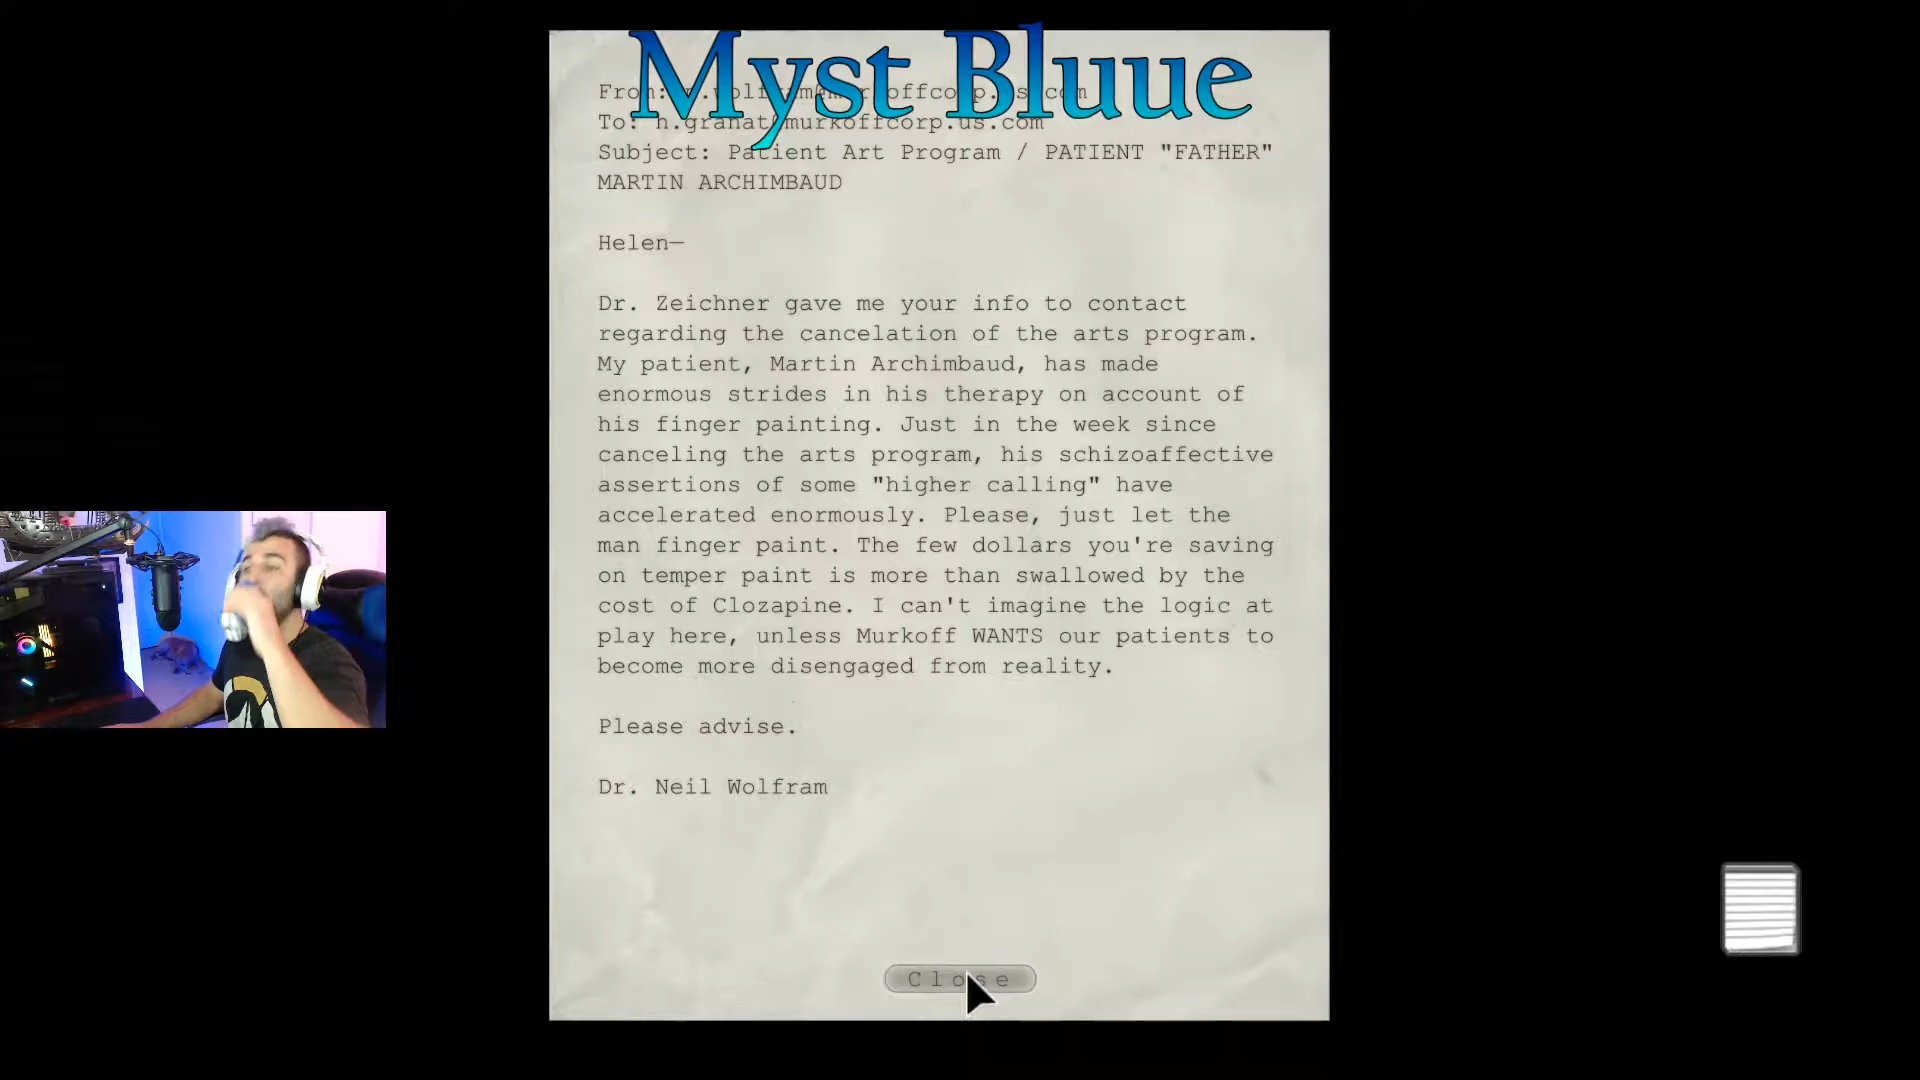 Myst Bluue
From:
To: h.granat@murkoffcorp.us.com
Subject: Patient Art Program / PATIENT "FATHER"
MARTIN ARCHIMBAUD
Helen—
Dr. Zeichner gave me your info to contact
regarding the cancelation of the arts program.
My patient, Martin Archimbaud, has made
enormous strides in his therapy on account of
his finger painting. Just in the week since
canceling the arts program, his schizoaffective
assertions of some "higher calling" have
accelerated enormously. Please, just let the
man finger paint. The few dollars you're saving
on temper paint is more than swallowed by the
cost of Clozapine. I can't imagine the logic at
play here, unless Murkoff WANTS our patients to
become more disengaged from reality.
Please advise.
Dr. Neil Wolfram
Close